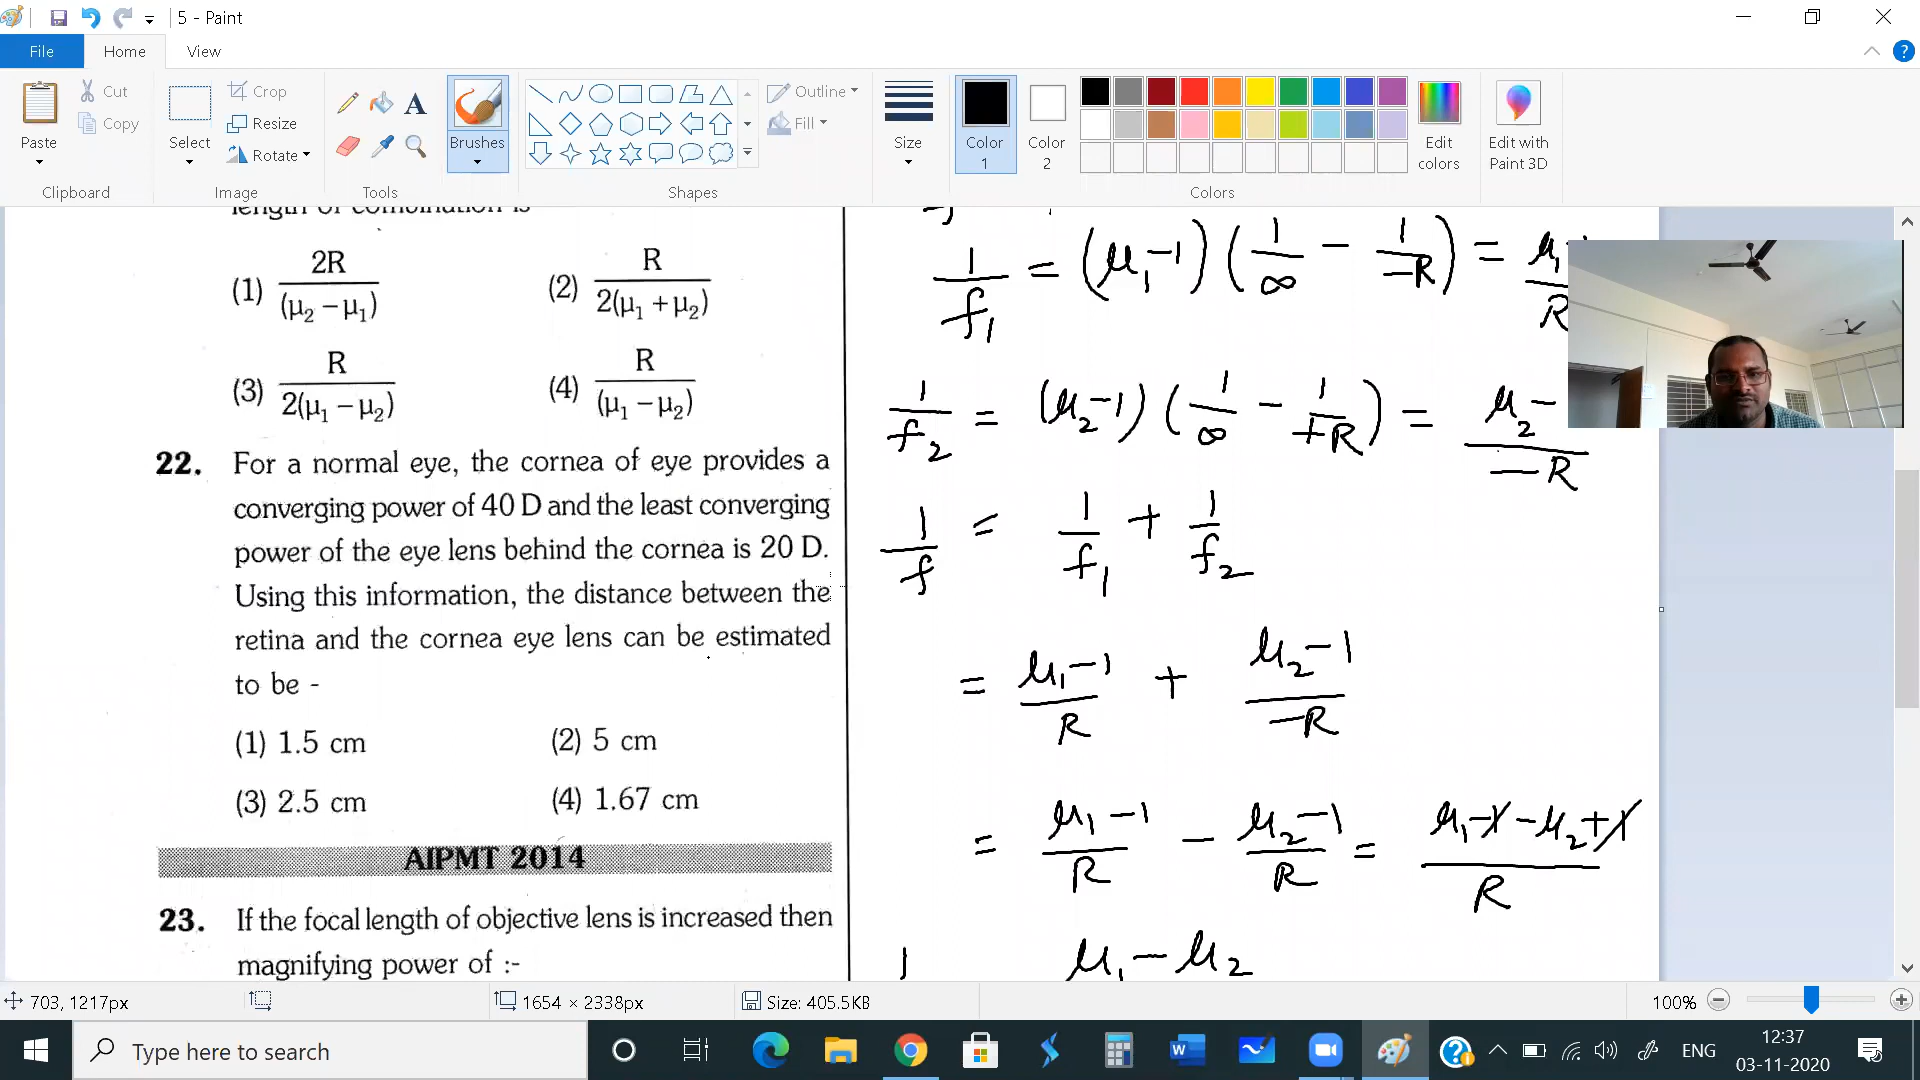 5 - Paint
File
Home
View
Paste
Cut
Copy
Clipboard
Select
Crop
Resize
Rotate
Image
A
Tools
Brushes
Shapes
Outline
Fill
Size
Color 1
Color 2
Colors
Edit colors
Edit with Paint 3D
length of combination is
(1) 2R / (μ₂ − μ₁)
(2) R / 2(μ₁ + μ₂)
(3) R / 2(μ₁ − μ₂)
(4) R / (μ₁ − μ₂)
22. For a normal eye, the cornea of eye provides a
converging power of 40 D and the least converging
power of the eye lens behind the cornea is 20 D.
Using this information, the distance between the
retina and the cornea eye lens can be estimated
to be -
(1) 1.5 cm
(2) 5 cm
(3) 2.5 cm
(4) 1.67 cm
AIPMT 2014
23. If the focal length of objective lens is increased then
magnifying power of :-
1/f₁ = (μ₁−1) (1/∞ − 1/−R) =
1/f₂ = (μ₂−1) (1/∞ − 1/+R) = μ₂− / −R
1/f = 1/f₁ + 1/f₂
= μ₁−1 / R + μ₂−1 / −R
= μ₁−1 / R − μ₂−1 / R = μ₁−1−μ₂+1 / R
1 μ₁ − μ₂
703, 1217px
1654 × 2338px
Size: 405.5KB
100%
Type here to search
ENG
12:37
03-11-2020